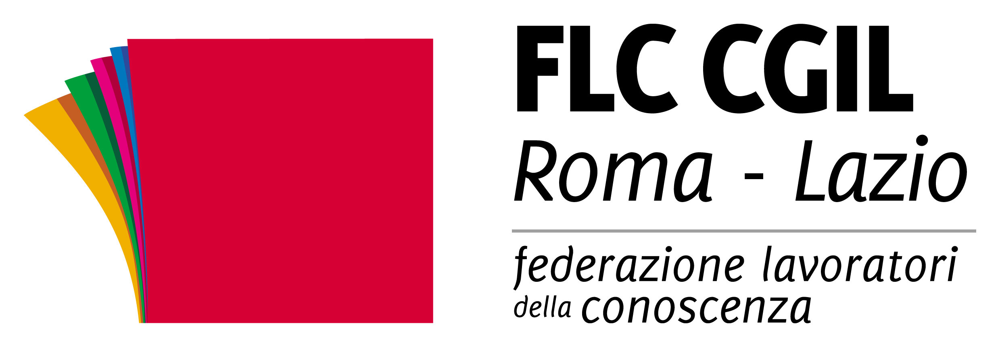 FLC CGIL
Roma - Lazio
federazione lavoratori
della conoscenza